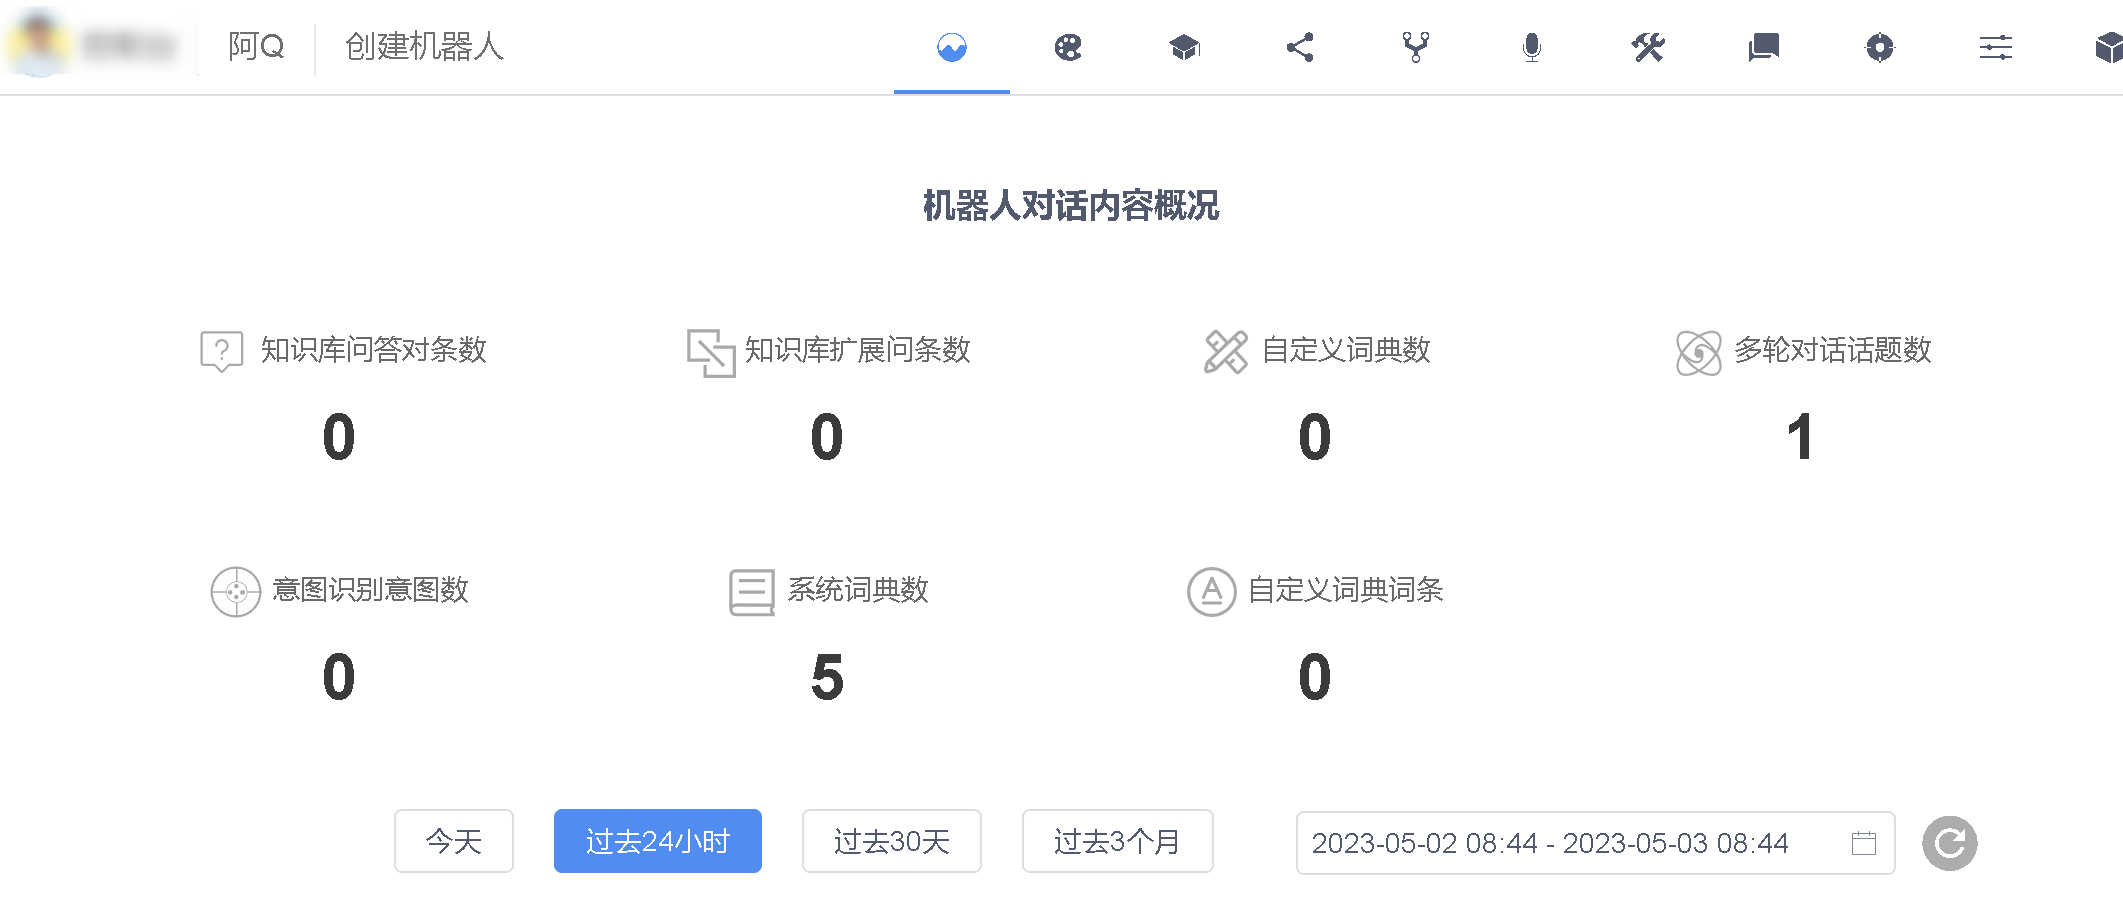 阿Q 创建机器人
机器人对话内容概况
知识库问答对条数 知识库扩展问条数 自定义词典数 多轮对话话题数
0 0 0 1
意图识别意图数 系统词典数 自定义词典词条
0 5 0
今天 过去24小时 过去30天 过去3个月 2023-05-02 08:44 - 2023-05-03 08:44